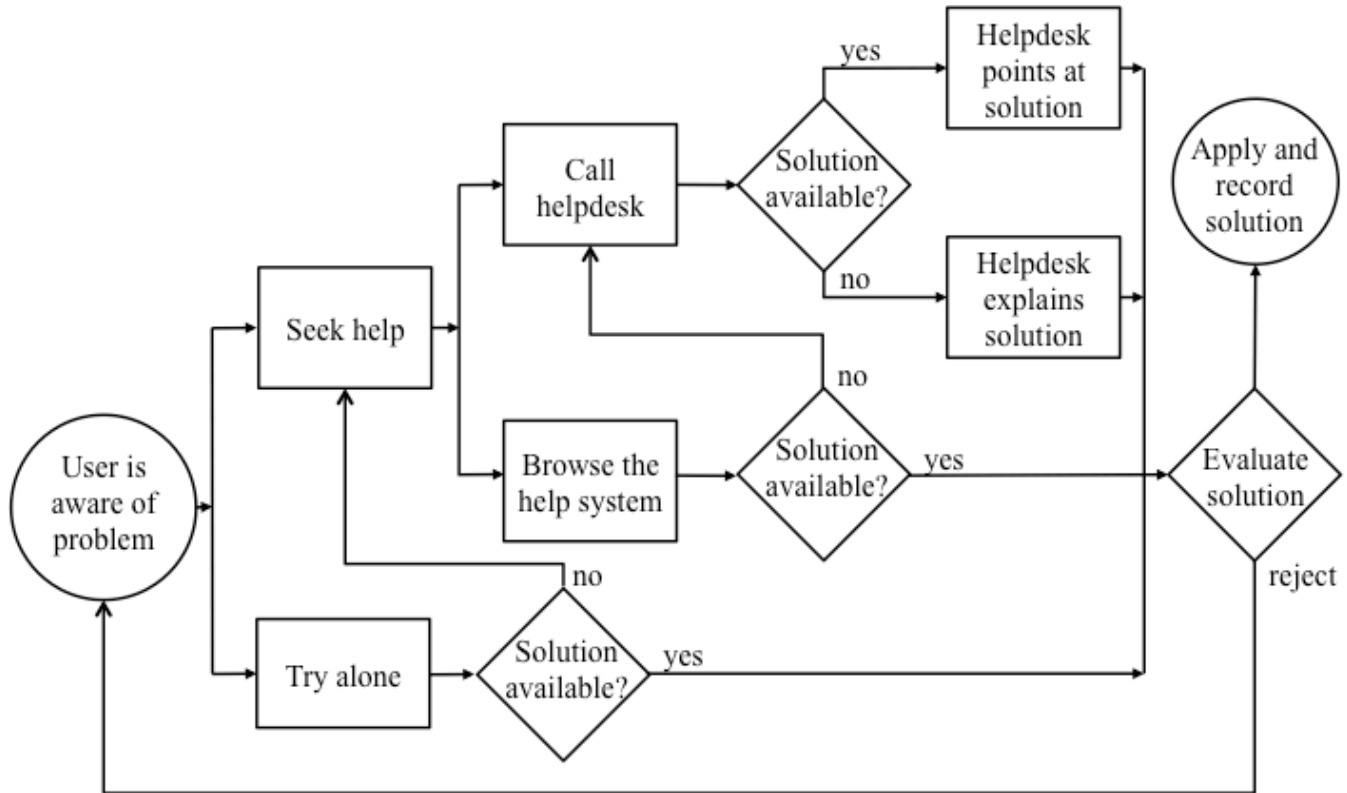 yes
Helpdesk
points at
solution
Call
helpdesk
Solution
available?
Apply and
record
solution
no
Helpdesk
explains
solution
Seek help
no
User is
aware of
problem
Browse the
help system
Solution
available?
yes
Evaluate
solution
reject
no
Try alone
Solution
available?
yes